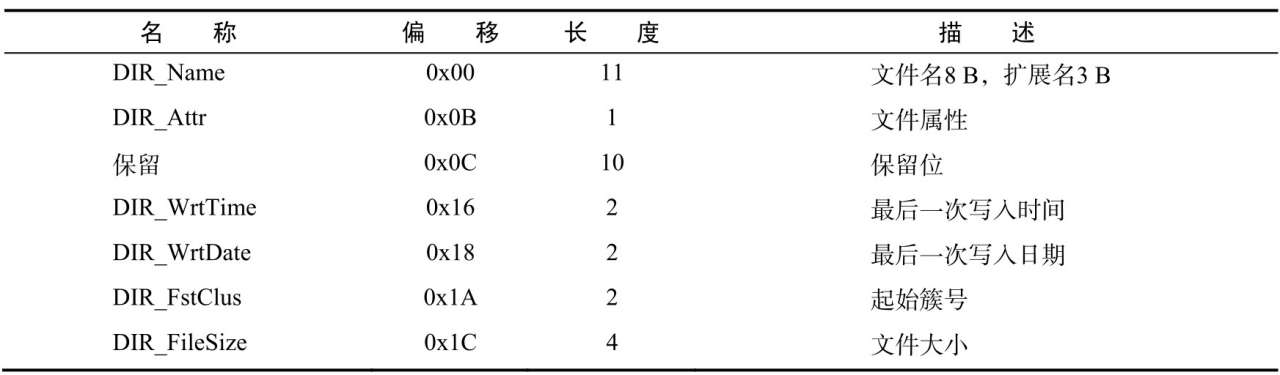 名称 偏移 长度 描述
DIR_Name 0x00 11 文件名8 B，扩展名3 B
DIR_Attr 0x0B 1 文件属性
保留 0x0C 10 保留位
DIR_WrtTime 0x16 2 最后一次写入时间
DIR_WrtDate 0x18 2 最后一次写入日期
DIR_FstClus 0x1A 2 起始簇号
DIR_FileSize 0x1C 4 文件大小